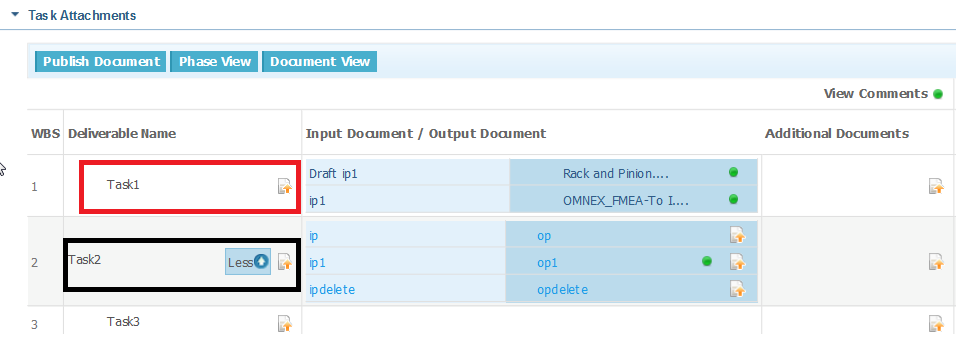 Task Attachments
Publish Document Phase View Document View
View Comments
WBS Deliverable Name Input Document / Output Document Additional Documents
1 Task1 Draft ip1 Rack and Pinion....
ip1 OMNEX_FMEA-To I....
2 Task2 Less ip op
ip1 op1
ipdelete opdelete
3 Task3